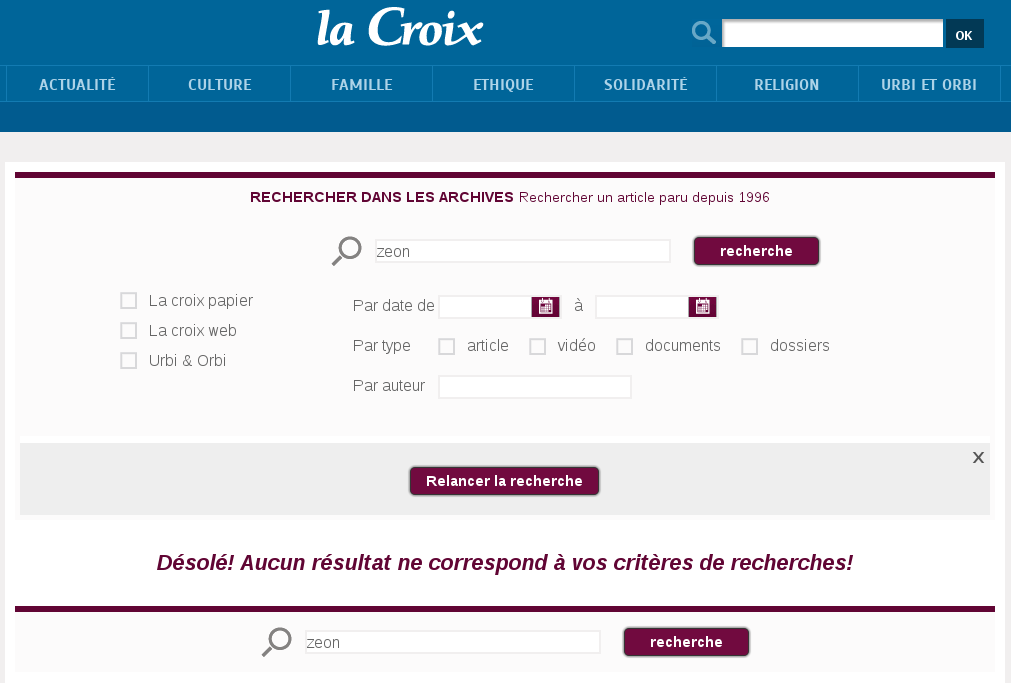 la Croix
OK
ACTUALITÉ CULTURE FAMILLE ETHIQUE SOLIDARITÉ RELIGION URBI ET ORBI
RECHERCHER DANS LES ARCHIVES Rechercher un article paru depuis 1996
zeon recherche
La croix papier
La croix web
Urbi & Orbi
Par date de à
Par type article vidéo documents dossiers
Par auteur
X
Relancer la recherche
Désolé! Aucun résultat ne correspond à vos critères de recherches!
zeon recherche